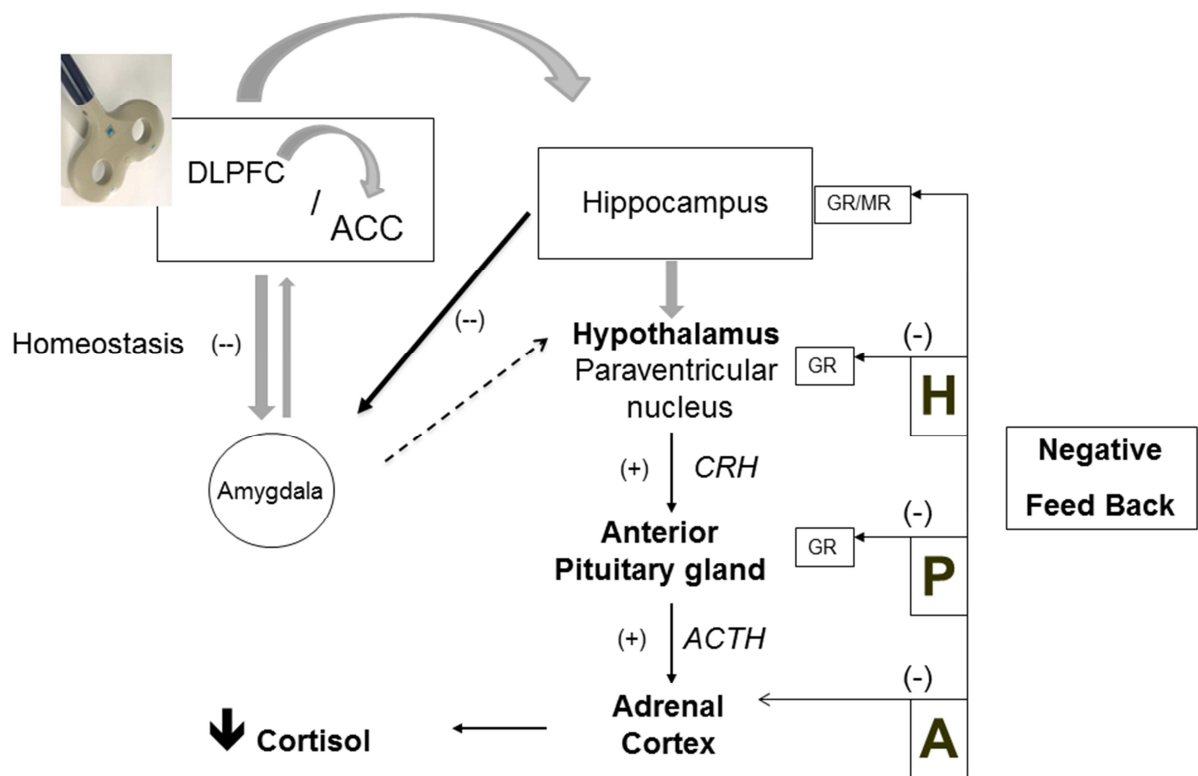 DLPFC
/
ACC
Hippocampus
GR/MR
Homeostasis
(--)
(--)
Amygdala
Hypothalamus
Paraventricular
nucleus
GR
(-)
H
(+)
CRH
Negative
Feed Back
Anterior
Pituitary gland
GR
(-)
P
(+)
ACTH
Adrenal
Cortex
(-)
A
Cortisol